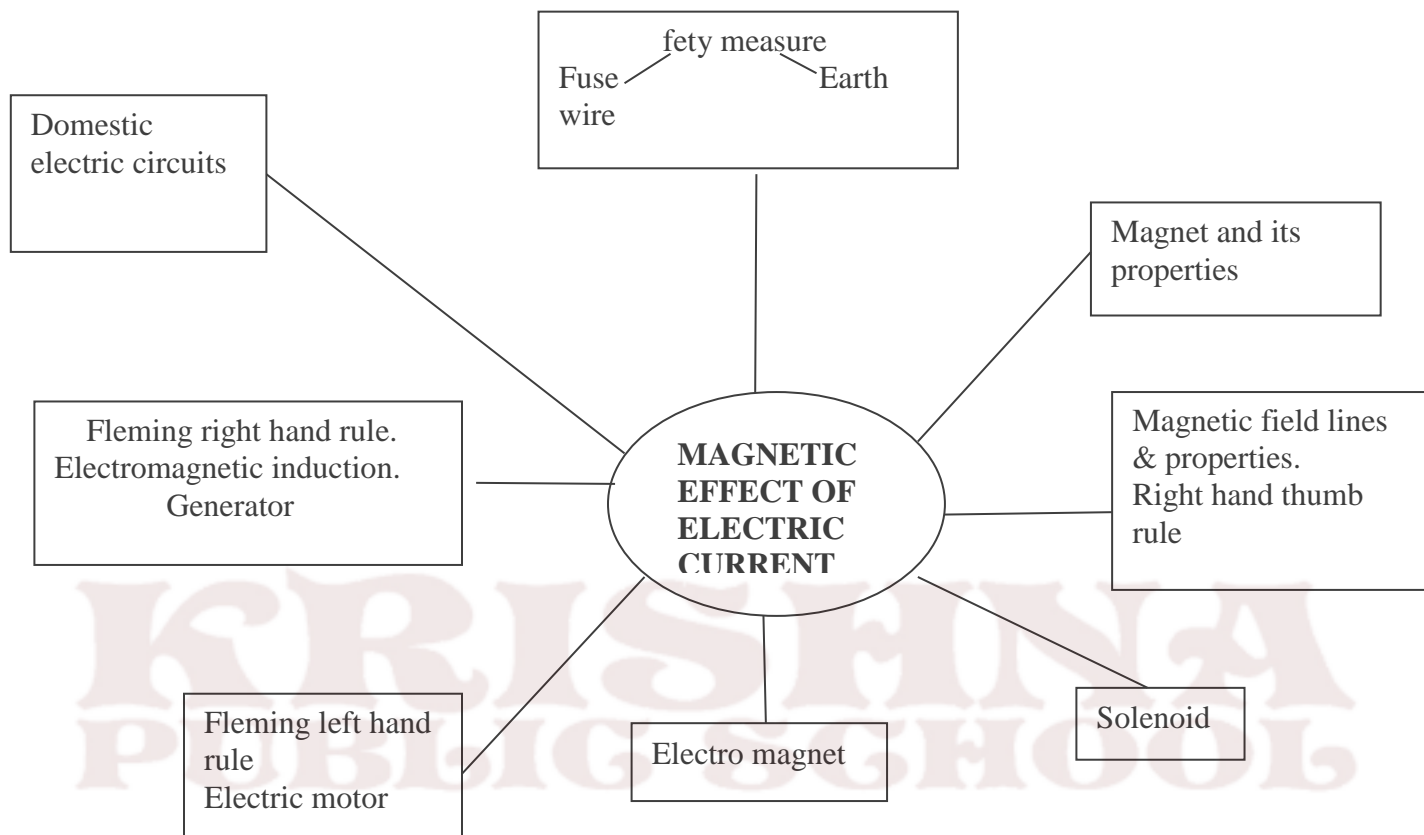 fety measure
Fuse Earth
wire
Domestic
electric circuits
Magnet and its
properties
Fleming right hand rule.
Electromagnetic induction.
Generator
MAGNETIC
EFFECT OF
ELECTRIC
CURRENT
Magnetic field lines
& properties.
Right hand thumb
rule
Fleming left hand
rule
Electric motor
Electro magnet
Solenoid
KRISHNA
PUBLIC SCHOOL